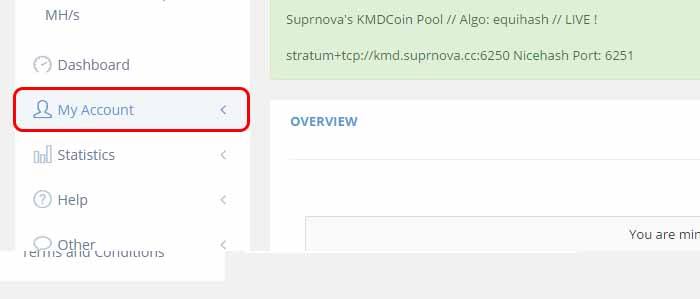 MH/s
Dashboard
My Account
Statistics
Help
Other
Terms and Conditions
Suprnova's KMDCoin Pool // Algo: equihash // LIVE !
stratum+tcp://kmd.suprnova.cc:6250 Nicehash Port: 6251
OVERVIEW
You are